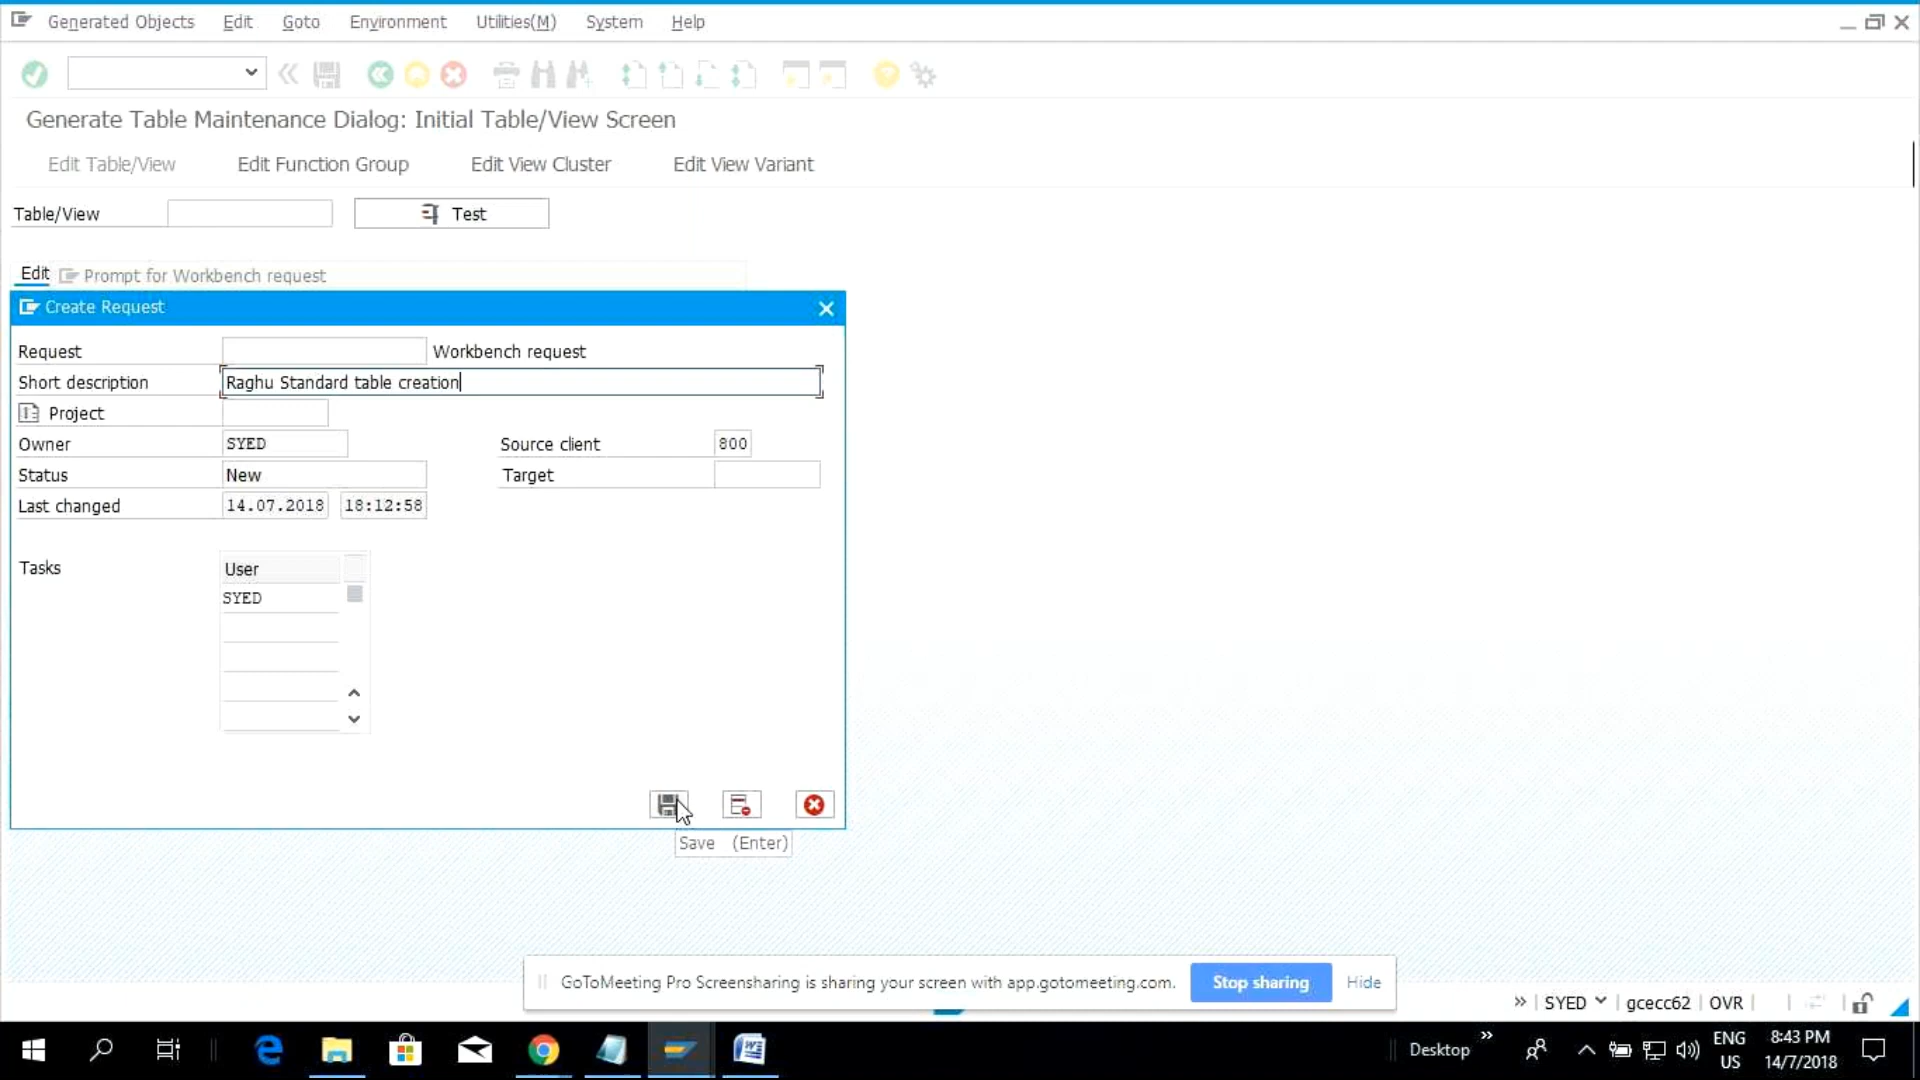 Generated Objects Edit Goto Environment Utilities(M) System Help
Generate Table Maintenance Dialog: Initial Table/View Screen
Edit Table/View Edit Function Group Edit View Cluster Edit View Variant
Table/View Test
Edit Prompt for Workbench request
Create Request
Request Workbench request
Short description Raghu Standard table creation
Project
Owner SYED Source client 800
Status New Target
Last changed 14.07.2018 18:12:58
Tasks User
SYED
Save (Enter)
GoToMeeting Pro Screensharing is sharing your screen with app.gotomeeting.com. Stop sharing Hide
SYED gcecc62 OVR
Desktop ENG US 8:43 PM 14/7/2018